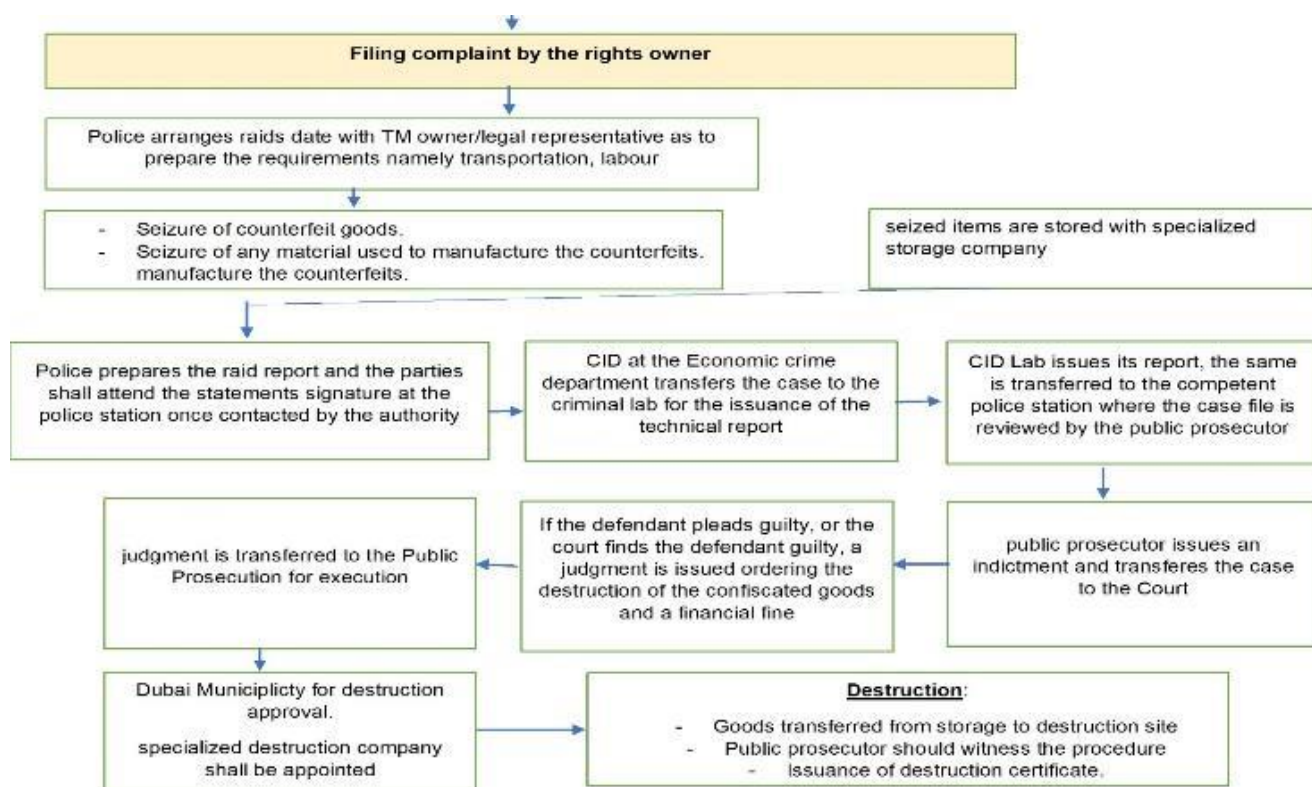 Filing complaint by the rights owner
Police arranges raids date with TM owner/legal representative as to
prepare the requirements namely transportation, labour
- Seizure of counterfeit goods.
- Seizure of any material used to manufacture the counterfeits.
manufacture the counterfeits.
seized items are stored with specialized
storage company
Police prepares the raid report and the parties
shall attend the statements signature at the
police station once contacted by the authority
CID at the Economic crime
department transfers the case to the
criminal lab for the issuance of the
technical report
CID Lab issues its report, the same
is transferred to the competent
police station where the case file is
reviewed by the public prosecutor
public prosecutor issues an
indictment and transferes the case
to the Court
If the defendant pleads guilty, or the
court finds the defendant guilty, a
judgment is issued ordering the
destruction of the confiscated goods
and a financial fine
judgment is transferred to the Public
Prosecution for execution
Dubai Municiplicty for destruction
approval.
specialized destruction company
shall be appointed
Destruction:
- Goods transferred from storage to destruction site
- Public prosecutor should witness the procedure
- Issuance of destruction certificate.